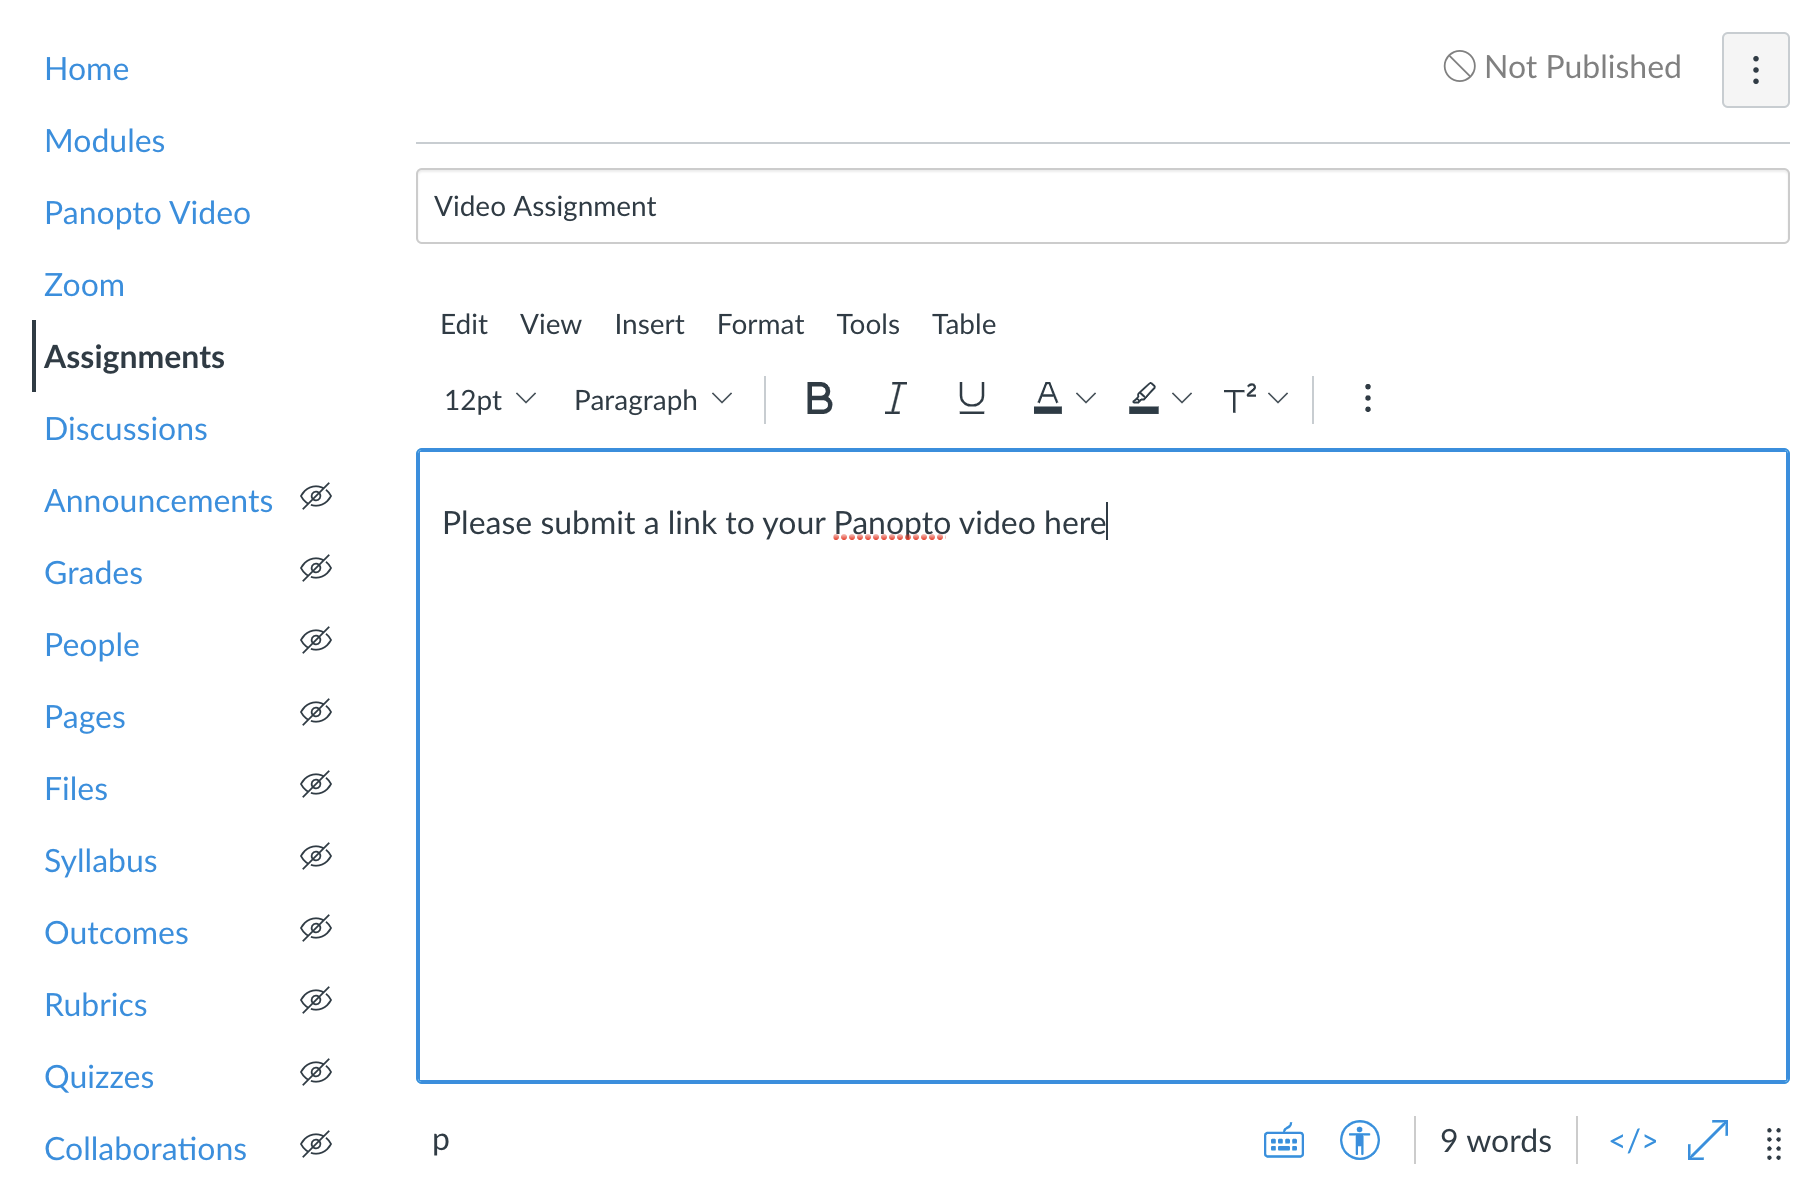 Home
Modules
Panopto Video
Zoom
Assignments
Discussions
Announcements
Grades
People
Pages
Files
Syllabus
Outcomes
Rubrics
Quizzes
Collaborations
Not Published
Video Assignment
Edit View Insert Format Tools Table
12pt Paragraph B I U A T²
Please submit a link to your Panopto video here
p 9 words </>